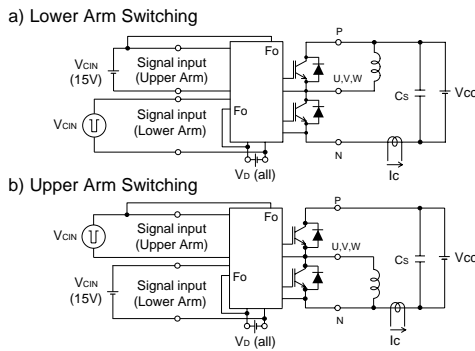 a) Lower Arm Switching
P
Fo
VCIN
(15V)
Signal input
(Upper Arm)
U,V,W
CS
VCC
VCIN
Signal input
(Lower Arm)
Fo
N
VD (all)
IC
b) Upper Arm Switching
P
Fo
VCIN
Signal input
(Upper Arm)
U,V,W
CS
VCC
VCIN
(15V)
Signal input
(Lower Arm)
Fo
N
VD (all)
IC